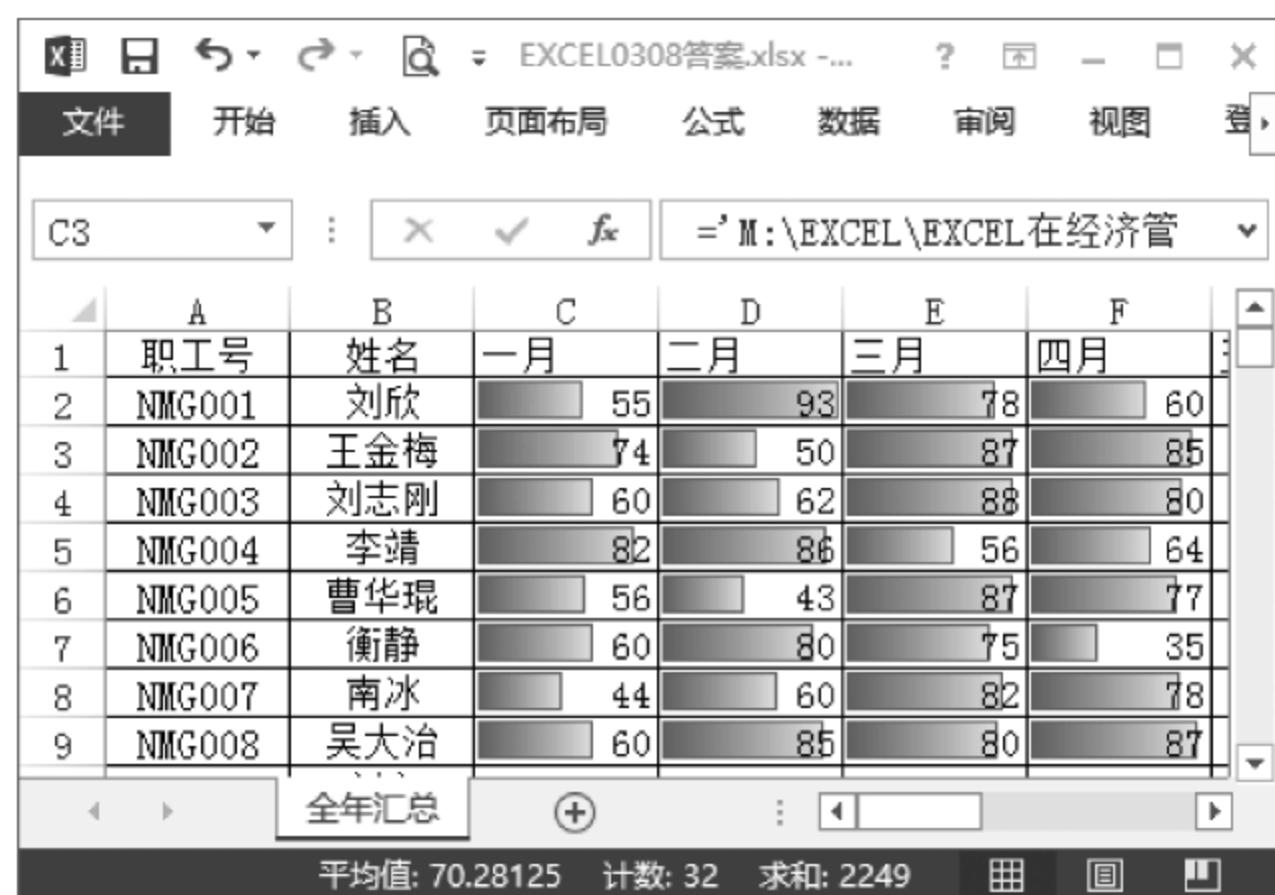 EXCEL0308答案.xlsx -... ?
文件 开始 插入 页面布局 公式 数据 审阅 视图 登
C3 fx ='M:\EXCEL\EXCEL在经济管
A B C D E F
1 职工号 姓名 一月 二月 三月 四月
2 NMG001 刘欣 55 93 78 60
3 NMG002 王金梅 74 50 87 85
4 NMG003 刘志刚 60 62 88 80
5 NMG004 李靖 82 86 56 64
6 NMG005 曹华琨 56 43 87 77
7 NMG006 衡静 60 80 75 35
8 NMG007 南冰 44 60 82 78
9 NMG008 吴大治 60 85 80 87
全年汇总
平均值: 70.28125 计数: 32 求和: 2249